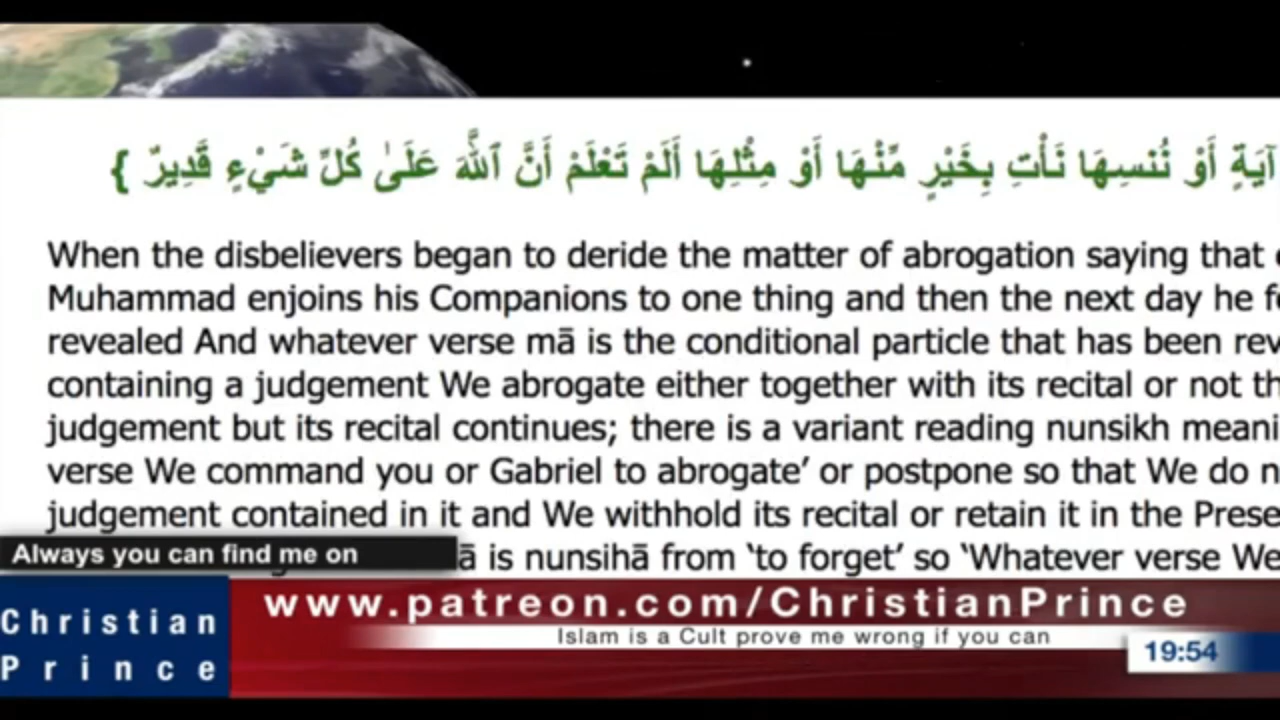 آيَةٍ أَوْ نُنسِهَا نَأْتِ بِخَيْرٍ مِّنْهَا أَوْ مِثْلِهَا أَلَمْ تَعْلَمْ أَنَّ ٱللَّهَ عَلَىٰ كُلِّ شَيْءٍ قَدِيرٌ }
When the disbelievers began to deride the matter of abrogation saying that
Muhammad enjoins his Companions to one thing and then the next day he
revealed And whatever verse mā is the conditional particle that has been rev
containing a judgement We abrogate either together with its recital or not th
judgement but its recital continues; there is a variant reading nunsikh meani
verse We command you or Gabriel to abrogate’ or postpone so that We do n
judgement contained in it and We withhold its recital or retain it in the Prese
ā is nunsihā from ‘to forget’ so ‘Whatever verse We
Always you can find me on
www.patreon.com/ChristianPrince
Christian
Prince
Islam is a Cult prove me wrong if you can
19:54